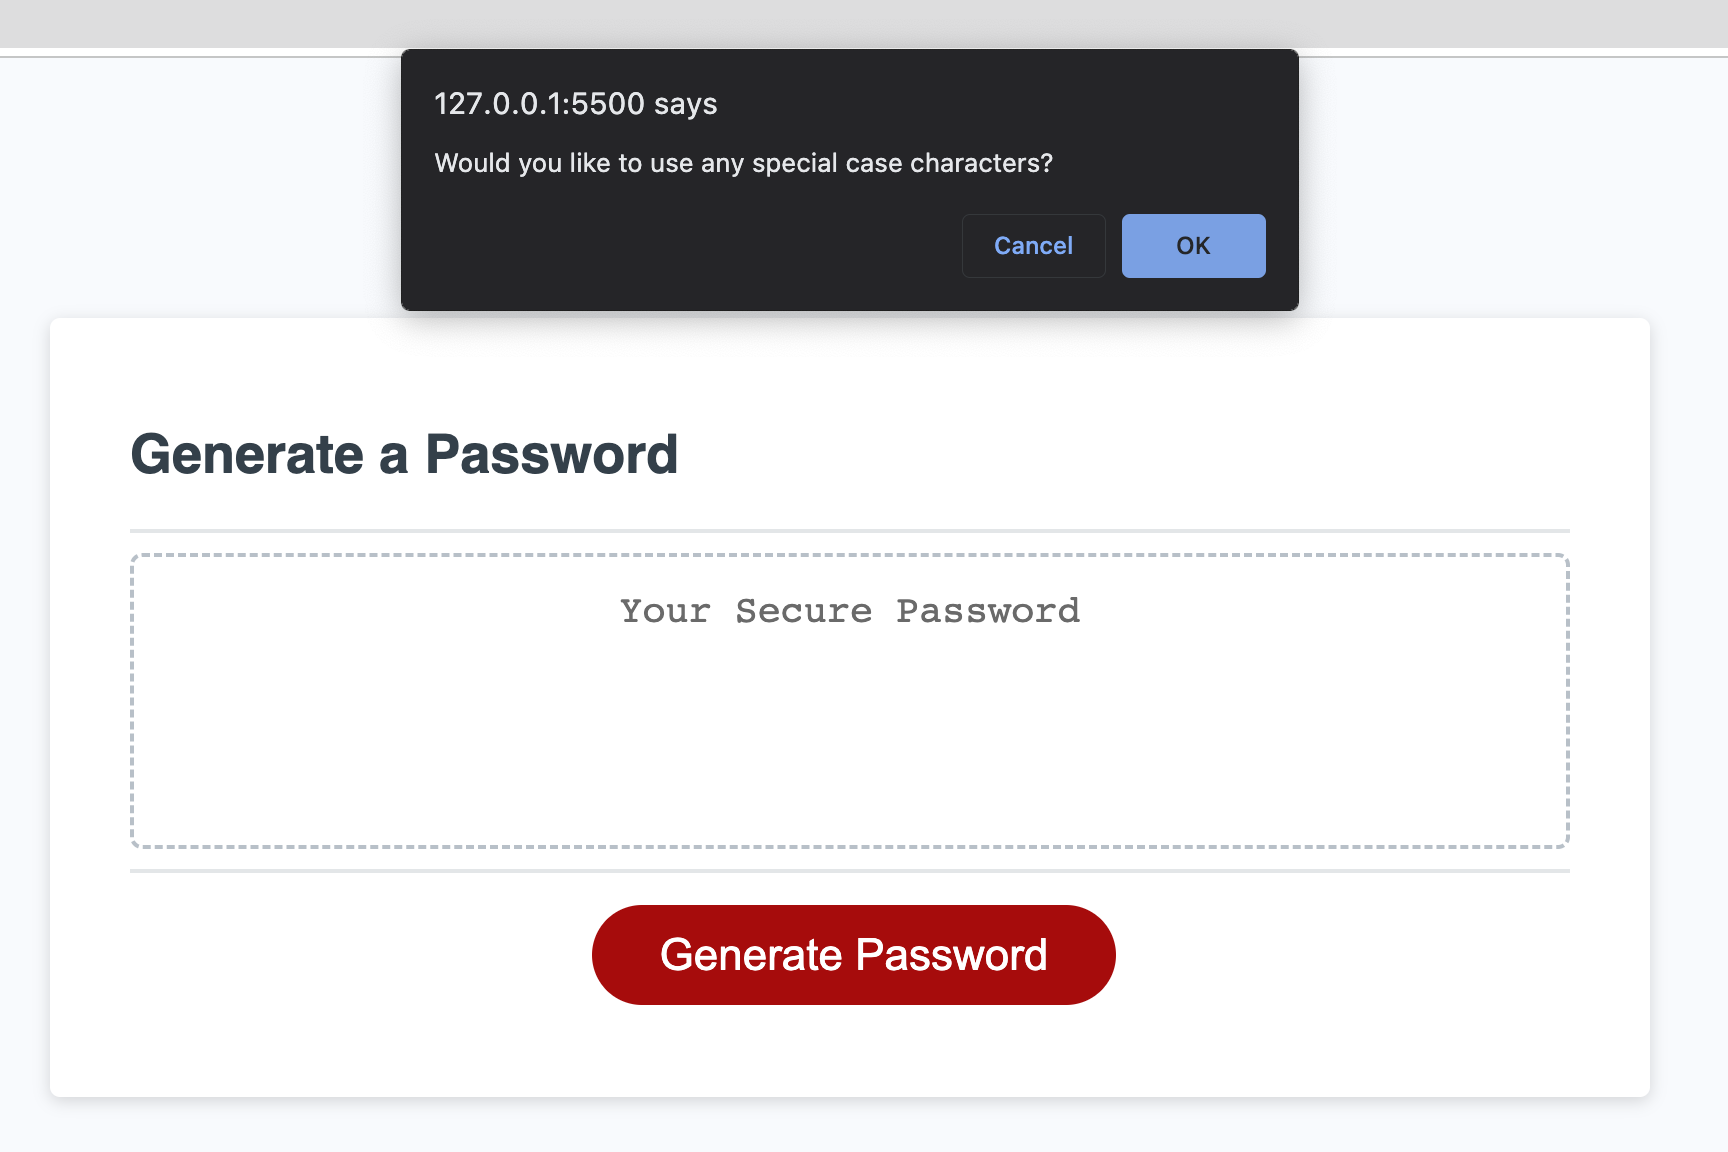 127.0.0.1:5500 says
Would you like to use any special case characters?
Cancel OK
Generate a Password
Your Secure Password
Generate Password